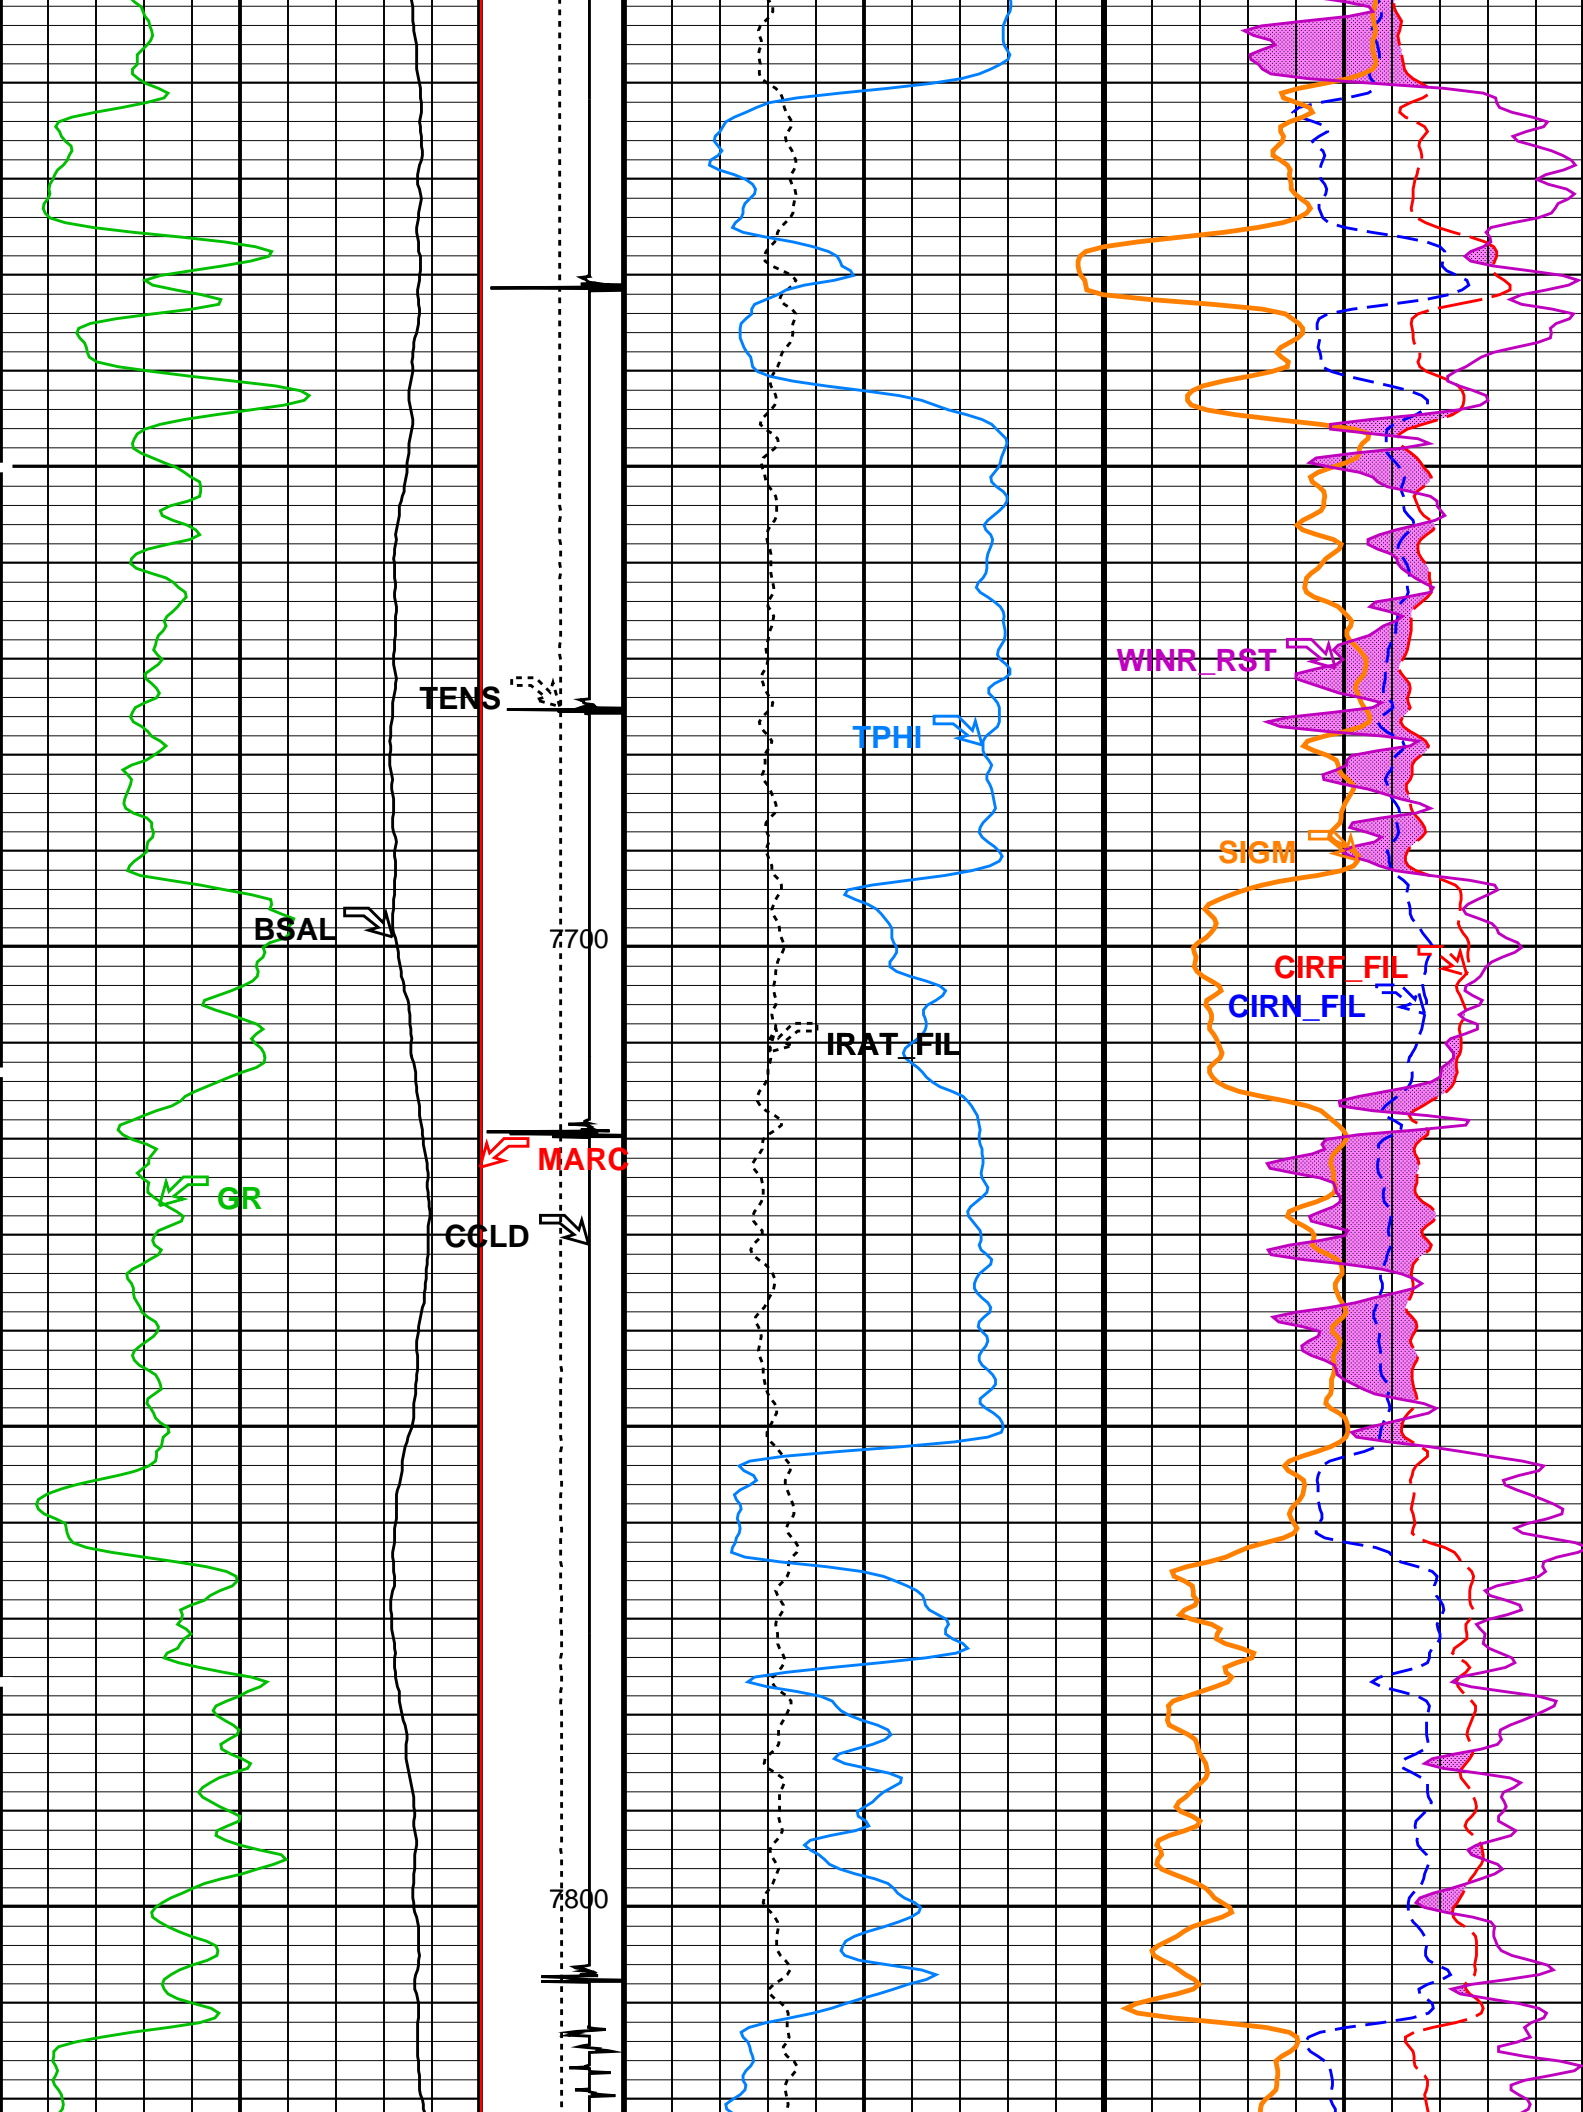 WINR_RST
TENS
TPHI
SIGM
BSAL
7700
CIRF_FIL
CIRN_FIL
IRAT_FIL
MARC
GR
CCLD
7800